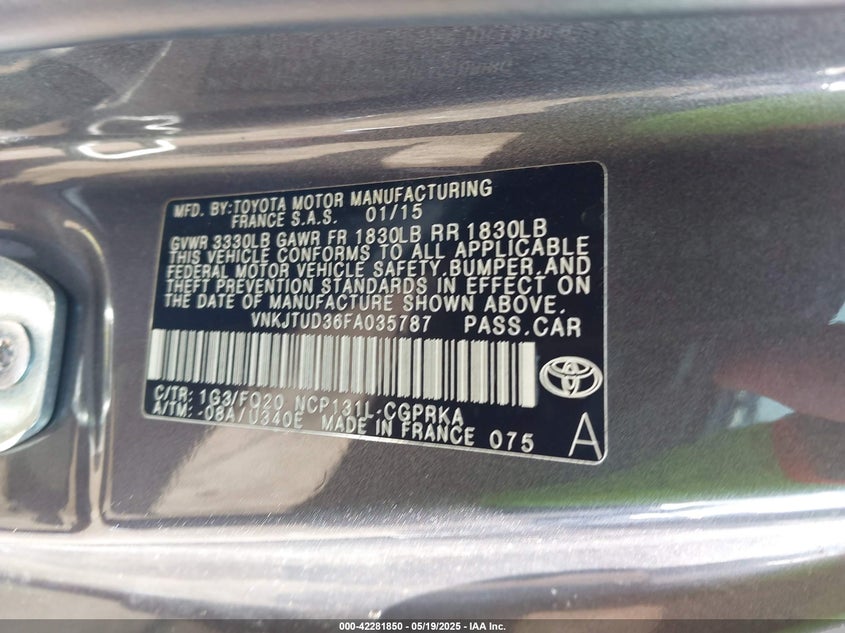 MFD. BY:TOYOTA MOTOR MANUFACTURING
FRANCE S.A.S. 01/15
GVWR 3330LB GAWR FR 1830LB RR 1830LB
THIS VEHICLE CONFORMS TO ALL APPLICABLE
FEDERAL MOTOR VEHICLE SAFETY,BUMPER,AND
THEFT PREVENTION STANDARDS IN EFFECT ON
THE DATE OF MANUFACTURE SHOWN ABOVE.
VNKJTUD36FA035787 PASS.CAR
C/TR: 1G3/FQ20 NCP131L-CGPRKA
A/TM: -08A/U340E MADE IN FRANCE 075 A
000-42281850 - 05/19/2025 - IAA Inc.